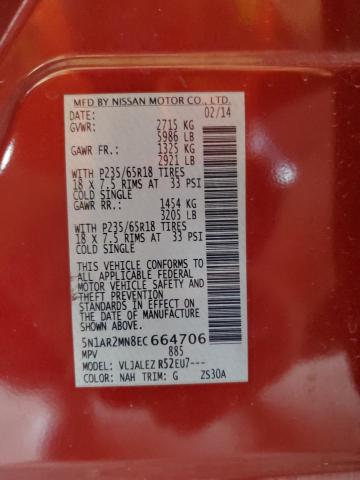 MFD BY NISSAN MOTOR CO., LTD.
DATE: 02/14
GVWR: 2715 KG
5986 LB
GAWR FR.: 1325 KG
2921 LB
WITH P235/65R18 TIRES
18 X 7.5 RIMS AT 33 PSI
COLD SINGLE
GAWR RR.: 1454 KG
3205 LB
WITH P235/65R18 TIRES
18 X 7.5 RIMS AT 33 PSI
COLD SINGLE
THIS VEHICLE CONFORMS TO
ALL APPLICABLE FEDERAL
MOTOR VEHICLE SAFETY AND
THEFT PREVENTION
STANDARDS IN EFFECT ON THE
DATE OF MANUFACTURE
5N1AR2MN8EC664706
MPV 885
MODEL: VLJALEZ R52EU7---
COLOR: NAH TRIM: G ZS30A